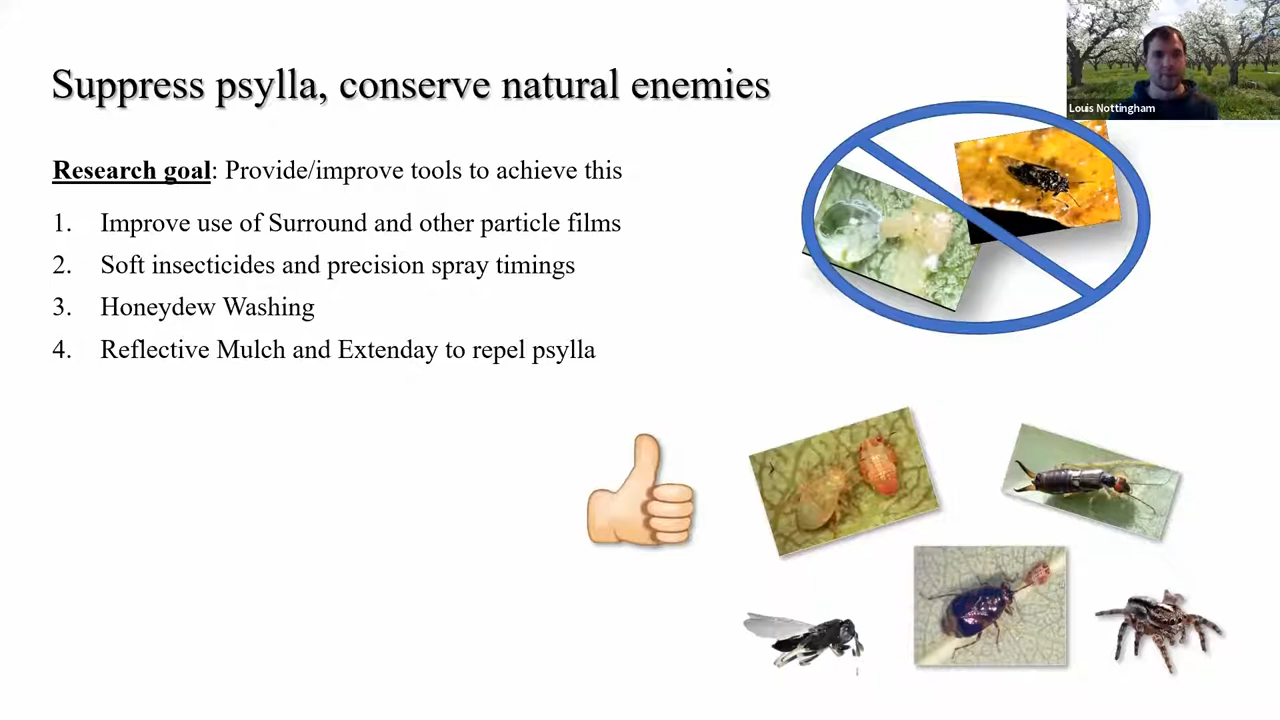 Suppress psylla, conserve natural enemies
Louis Nottingham
Research goal: Provide/improve tools to achieve this
1. Improve use of Surround and other particle films
2. Soft insecticides and precision spray timings
3. Honeydew Washing
4. Reflective Mulch and Extenday to repel psylla